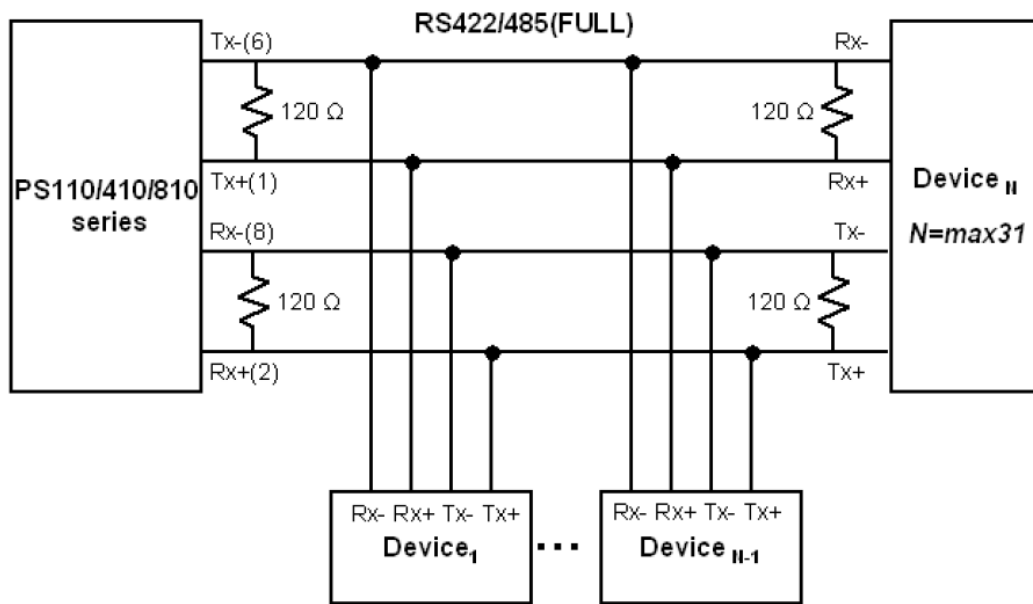 RS422/485(FULL)
Tx-(6)
Rx-
120 Ω
120 Ω
Tx+(1)
Rx+
PS110/410/810
series
Device N
N=max31
Rx-(8)
Tx-
120 Ω
120 Ω
Rx+(2)
Tx+
Rx- Rx+ Tx- Tx+
Device1
...
Rx- Rx+ Tx- Tx+
Device N-1